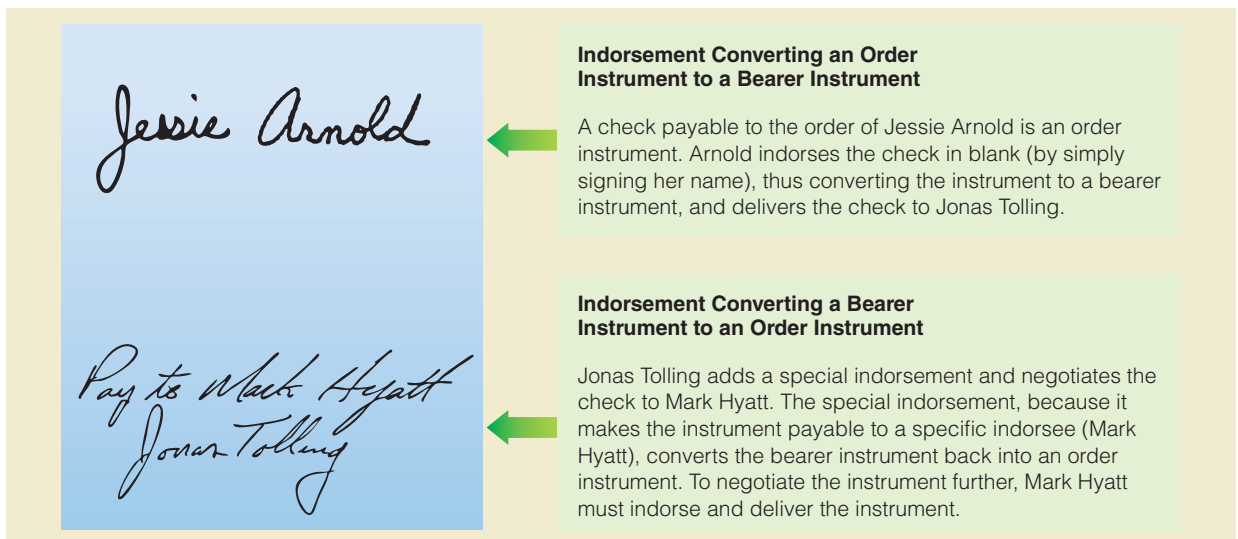 Jessie Arnold
Indorsement Converting an Order
Instrument to a Bearer Instrument
A check payable to the order of Jessie Arnold is an order
instrument. Arnold indorses the check in blank (by simply
signing her name), thus converting the instrument to a bearer
instrument, and delivers the check to Jonas Tolling.
Pay to Mark Hyatt
Jonas Tolling
Indorsement Converting a Bearer
Instrument to an Order Instrument
Jonas Tolling adds a special indorsement and negotiates the
check to Mark Hyatt. The special indorsement, because it
makes the instrument payable to a specific indorsee (Mark
Hyatt), converts the bearer instrument back into an order
instrument. To negotiate the instrument further, Mark Hyatt
must indorse and deliver the instrument.